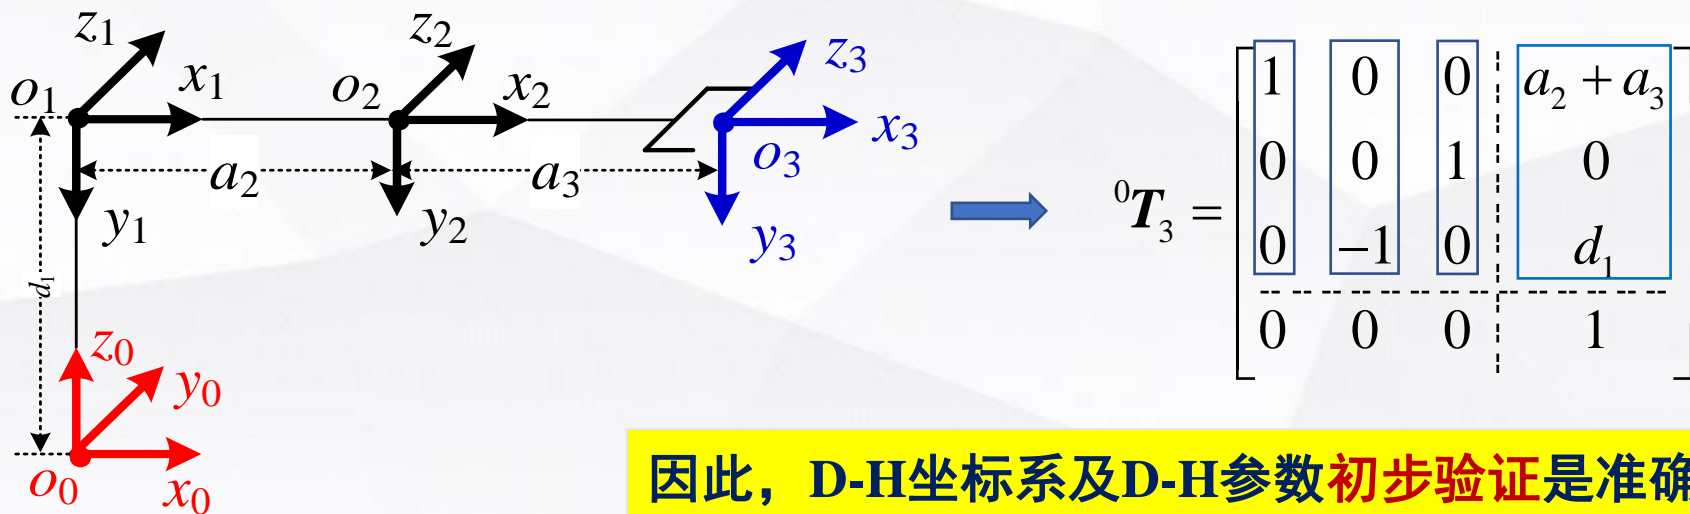 z₁ z₂ z₃
o₁ x₁ o₂ x₂ x₃
a₂ a₃ o₃
y₁ y₂ y₃
d₁
z₀ y₀
o₀ x₀
⁰T₃ =
1 0 0 a₂ + a₃
0 0 1 0
0 −1 0 d₁
0 0 0 1
因此，D-H坐标系及D-H参数初步验证是准确